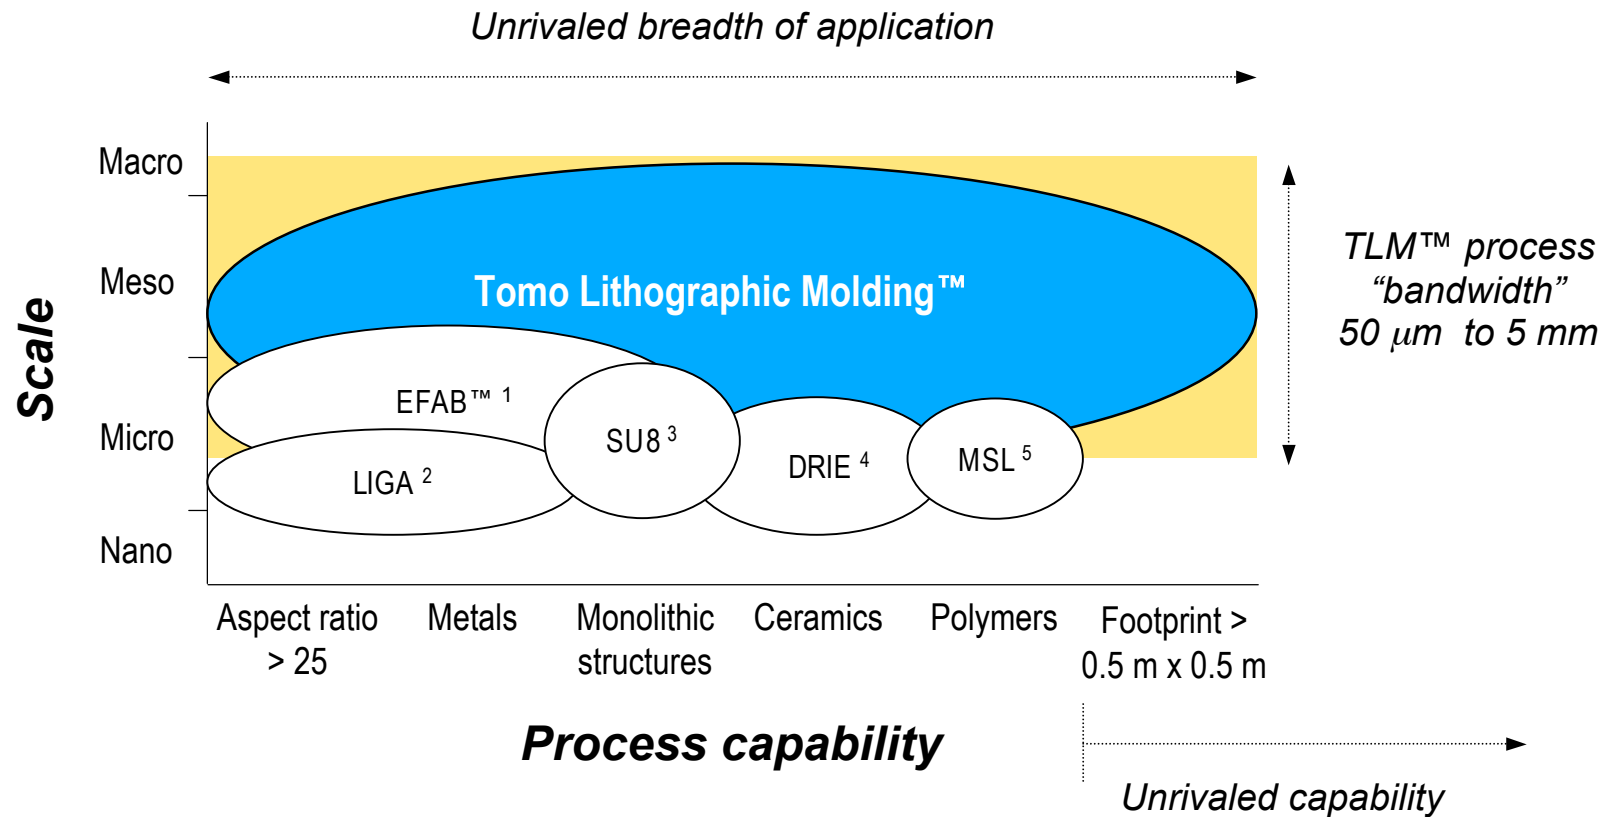 Unrivaled breadth of application
Macro
Meso
Micro
Nano
Scale
Tomo Lithographic Molding™
EFAB™ 1
LIGA 2
SU8 3
DRIE 4
MSL 5
TLM™ process
“bandwidth”
50 μm to 5 mm
Aspect ratio
> 25
Metals
Monolithic
structures
Ceramics
Polymers
Footprint >
0.5 m x 0.5 m
Process capability
Unrivaled capability